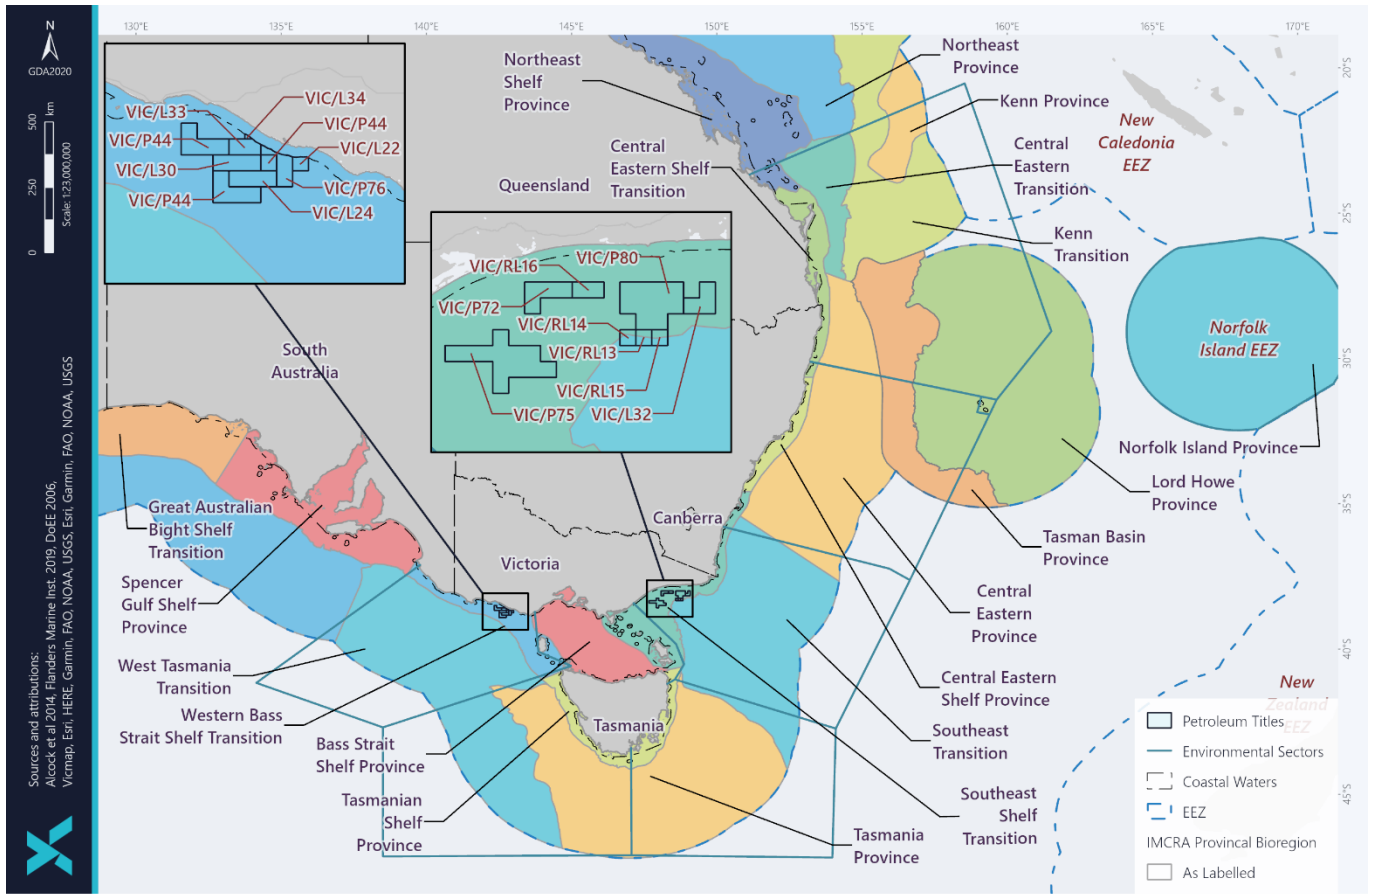 130°E
135°E
140°E
145°E
150°E
155°E
160°E
165°E
170°E
N
GDA2020
500
250
0
km
Scale: 1:23,000,000
Sources and attributions:
Alcock et al 2014, Flanders Marine Inst. 2019, DoEE 2006,
Vicmap, Esri, HERE, Garmin, FAO, NOAA, USGS, Esri, Garmin, FAO, NOAA, USGS
20°S
25°S
30°S
35°S
40°S
45°S
VIC/L33
VIC/L34
VIC/P44
VIC/P44
VIC/L22
VIC/L30
VIC/P76
VIC/P44
VIC/L24
VIC/RL16
VIC/P80
VIC/P72
VIC/RL14
VIC/RL13
VIC/RL15
VIC/P75
VIC/L32
Northeast
Shelf
Province
Northeast
Province
Kenn Province
New
Caledonia
EEZ
Central
Eastern Shelf
Transition
Central
Eastern
Transition
Queensland
Kenn
Transition
Norfolk
Island EEZ
South
Australia
Norfolk Island Province
Lord Howe
Province
Tasman Basin
Province
Great Australian
Bight Shelf
Transition
Canberra
Victoria
Spencer
Gulf Shelf
Province
Central
Eastern
Province
West Tasmania
Transition
Central Eastern
Shelf Province
Western Bass
Strait Shelf Transition
Tasmania
Bass Strait
Shelf Province
Southeast
Transition
Tasmanian
Shelf
Province
Southeast
Shelf
Transition
Tasmania
Province
New
Zealand
EEZ
Petroleum Titles
Environmental Sectors
Coastal Waters
EEZ
IMCRA Provincal Bioregion
As Labelled